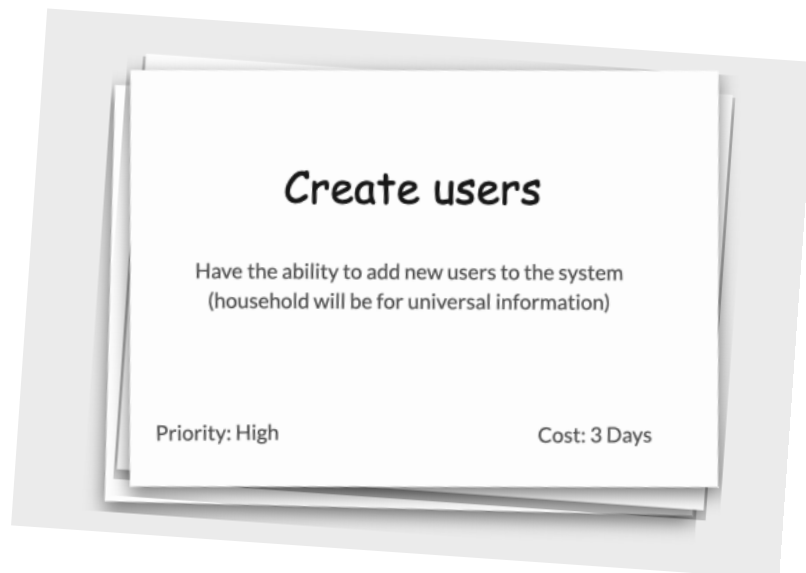 Create users
Have the ability to add new users to the system
(household will be for universal information)
Priority: High
Cost: 3 Days